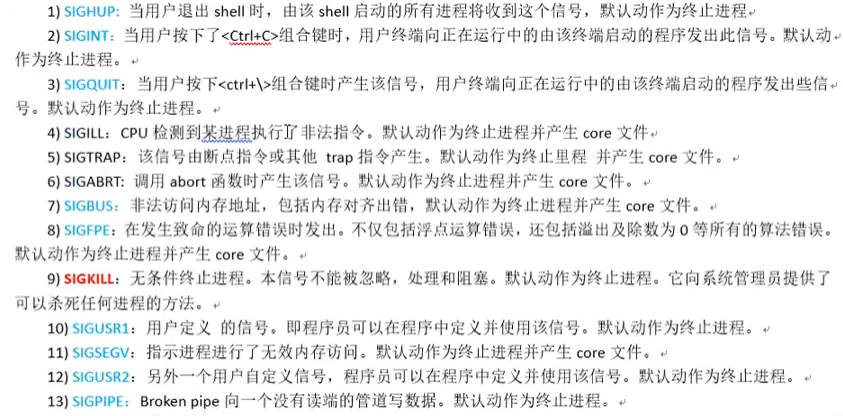 1) SIGHUP: 当用户退出 shell 时，由该 shell 启动的所有进程将收到这个信号，默认动作为终止进程
2) SIGINT：当用户按下了<Ctrl+C>组合键时，用户终端向正在运行中的由该终端启动的程序发出此信号。默认动
作为终止进程。
3) SIGQUIT：当用户按下<ctrl+\>组合键时产生该信号，用户终端向正在运行中的由该终端启动的程序发出些信
号。默认动作为终止进程。
4) SIGILL：CPU 检测到某进程执行了非法指令。默认动作为终止进程并产生 core 文件
5) SIGTRAP：该信号由断点指令或其他 trap 指令产生。默认动作为终止里程 并产生 core 文件。
6) SIGABRT: 调用 abort 函数时产生该信号。默认动作为终止进程并产生 core 文件。
7) SIGBUS：非法访问内存地址，包括内存对齐出错，默认动作为终止进程并产生 core 文件。
8) SIGFPE：在发生致命的运算错误时发出。不仅包括浮点运算错误，还包括溢出及除数为 0 等所有的算法错误。
默认动作为终止进程并产生 core 文件。
9) SIGKILL：无条件终止进程。本信号不能被忽略，处理和阻塞。默认动作为终止进程。它向系统管理员提供了
可以杀死任何进程的方法。
10) SIGUSR1：用户定义 的信号。即程序员可以在程序中定义并使用该信号。默认动作为终止进程。
11) SIGSEGV：指示进程进行了无效内存访问。默认动作为终止进程并产生 core 文件。
12) SIGUSR2：另外一个用户自定义信号，程序员可以在程序中定义并使用该信号。默认动作为终止进程。
13) SIGPIPE：Broken pipe 向一个没有读端的管道写数据。默认动作为终止进程。